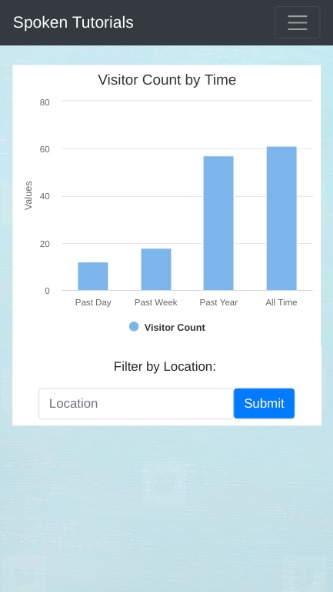 Spoken Tutorials
Visitor Count by Time
80
60
40
20
0
Values
Past Day Past Week Past Year All Time
Visitor Count
Filter by Location:
Location Submit